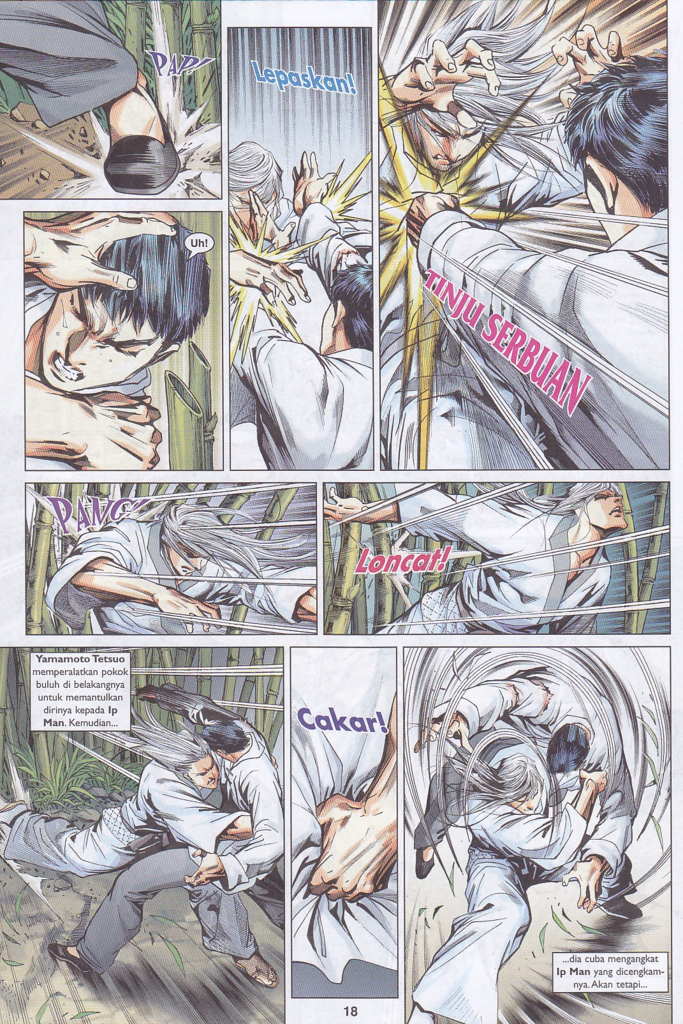 PAP!
Lepaskan!
Uh!
TINJU SERBUAN
PANG!
Loncat!
Yamamoto Tetsuo
memperalatkan pokok
buluh di belakangnya
untuk memantulkan
dirinya kepada Ip
Man. Kemudian...
Cakar!
...dia cuba mengangkat
Ip Man yang dicengkam-
nya. Akan tetapi...
18